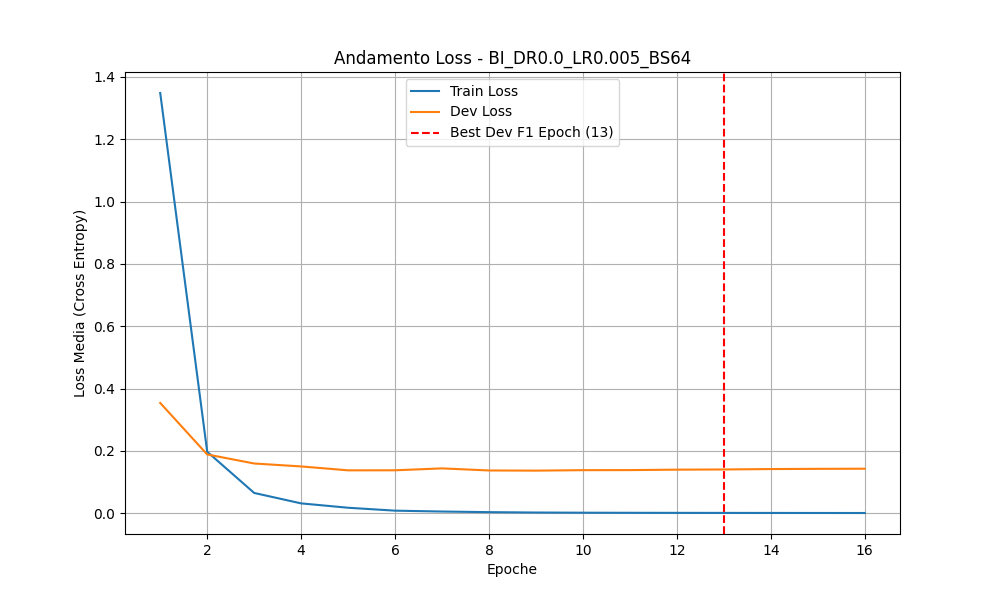 Andamento Loss - BI_DR0.0_LR0.005_BS64
Train Loss
Dev Loss
Best Dev F1 Epoch (13)
Loss Media (Cross Entropy)
1.4
1.2
1.0
0.8
0.6
0.4
0.2
0.0
2 4 6 8 10 12 14 16
Epoche